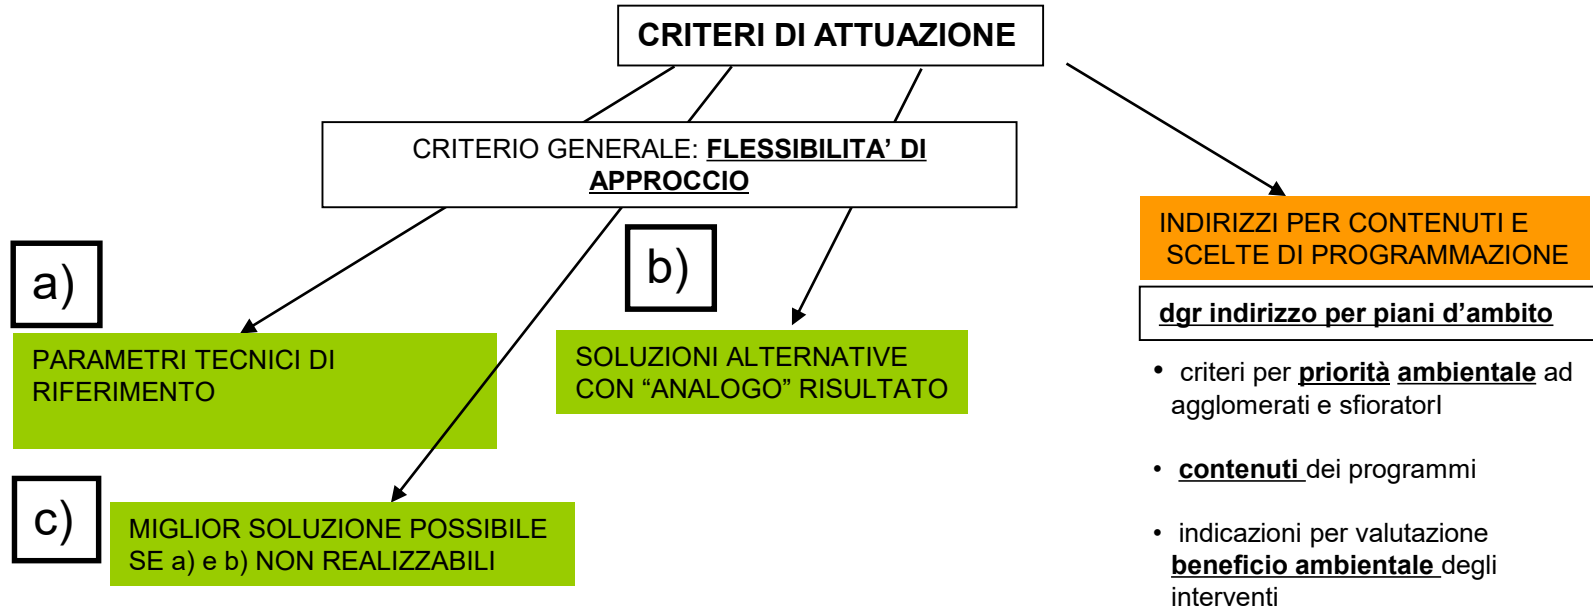 CRITERI DI ATTUAZIONE
CRITERIO GENERALE: FLESSIBILITA’ DI
APPROCCIO
a)
PARAMETRI TECNICI DI
RIFERIMENTO
b)
SOLUZIONI ALTERNATIVE
CON “ANALOGO” RISULTATO
c)
MIGLIOR SOLUZIONE POSSIBILE
SE a) e b) NON REALIZZABILI
INDIRIZZI PER CONTENUTI E
SCELTE DI PROGRAMMAZIONE
dgr indirizzo per piani d’ambito
• criteri per priorità ambientale ad
agglomerati e sfioratorI
• contenuti dei programmi
• indicazioni per valutazione
beneficio ambientale degli
interventi